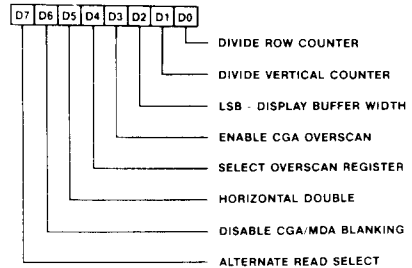 D7 D6 D5 D4 D3 D2 D1 D0
DIVIDE ROW COUNTER
DIVIDE VERTICAL COUNTER
LSB - DISPLAY BUFFER WIDTH
ENABLE CGA OVERSCAN
SELECT OVERSCAN REGISTER
HORIZONTAL DOUBLE
DISABLE CGA/MDA BLANKING
ALTERNATE READ SELECT